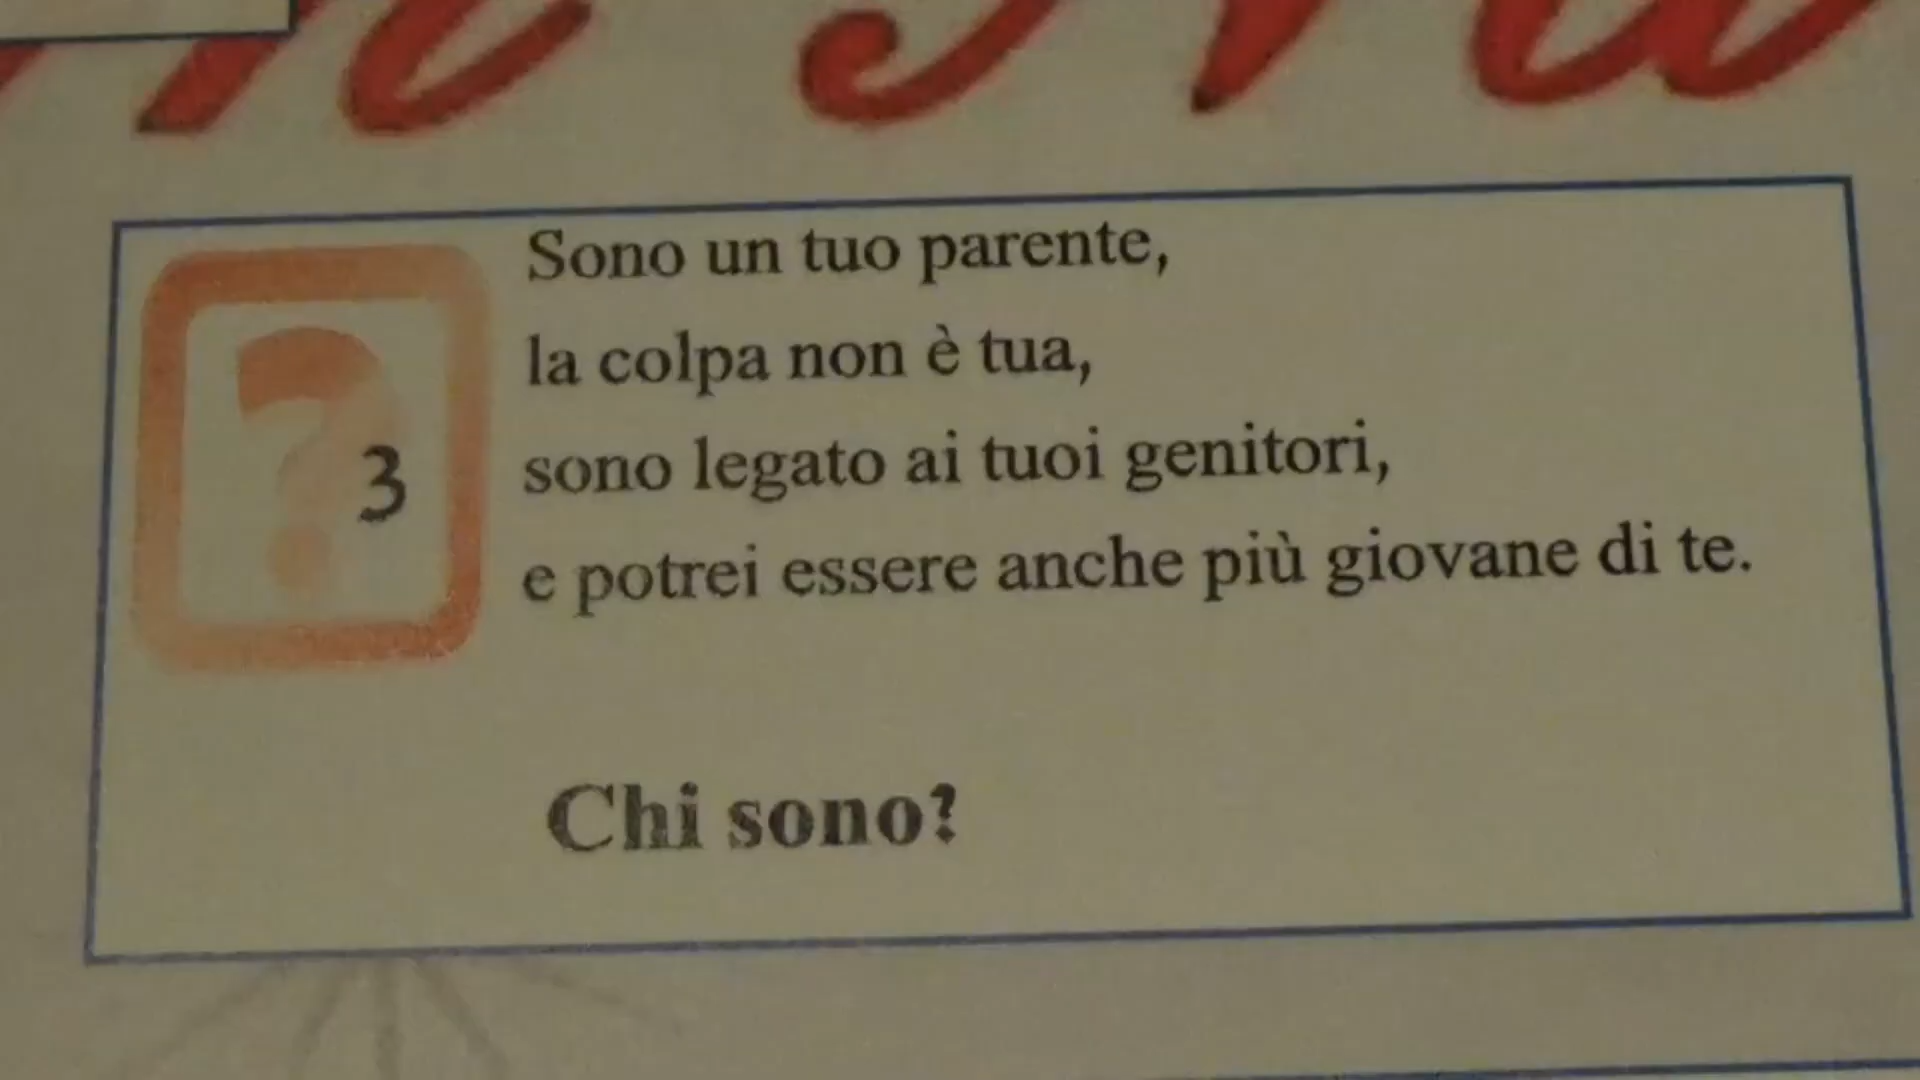 Sono un tuo parente,
la colpa non è tua,
sono legato ai tuoi genitori,
e potrei essere anche più giovane di te.
3
Chi sono?